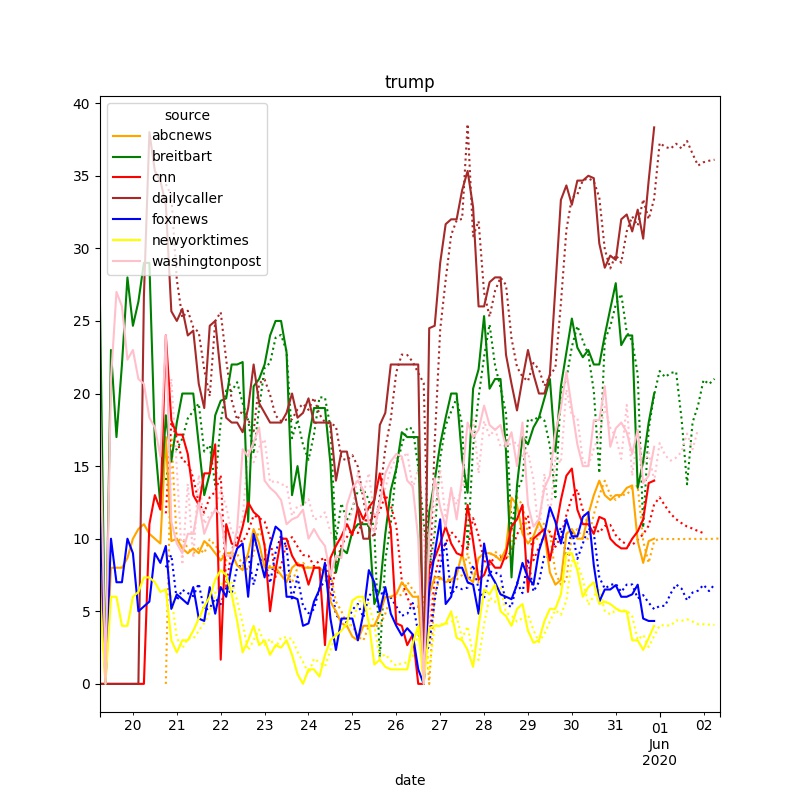 trump
40
35
30
25
20
15
10
5
0
source
abcnews
breitbart
cnn
dailycaller
foxnews
newyorktimes
washingtonpost
20 21 22 23 24 25 26 27 28 29 30 31 01 02
Jun
2020
date